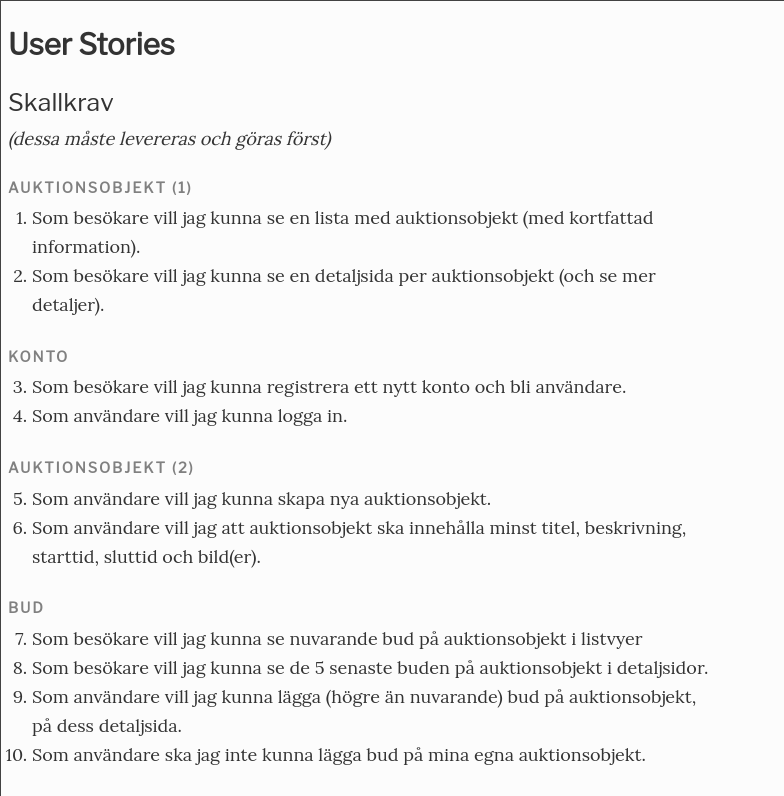 User Stories
Skallkrav
(dessa måste levereras och göras först)
AUKTIONSOBJEKT (1)
1. Som besökare vill jag kunna se en lista med auktionsobjekt (med kortfattad
information).
2. Som besökare vill jag kunna se en detaljsida per auktionsobjekt (och se mer
detaljer).
KONTO
3. Som besökare vill jag kunna registrera ett nytt konto och bli användare.
4. Som användare vill jag kunna logga in.
AUKTIONSOBJEKT (2)
5. Som användare vill jag kunna skapa nya auktionsobjekt.
6. Som användare vill jag att auktionsobjekt ska innehålla minst titel, beskrivning,
starttid, sluttid och bild(er).
BUD
7. Som besökare vill jag kunna se nuvarande bud på auktionsobjekt i listvyer
8. Som besökare vill jag kunna se de 5 senaste buden på auktionsobjekt i detaljsidor.
9. Som användare vill jag kunna lägga (högre än nuvarande) bud på auktionsobjekt,
på dess detaljsida.
10. Som användare ska jag inte kunna lägga bud på mina egna auktionsobjekt.